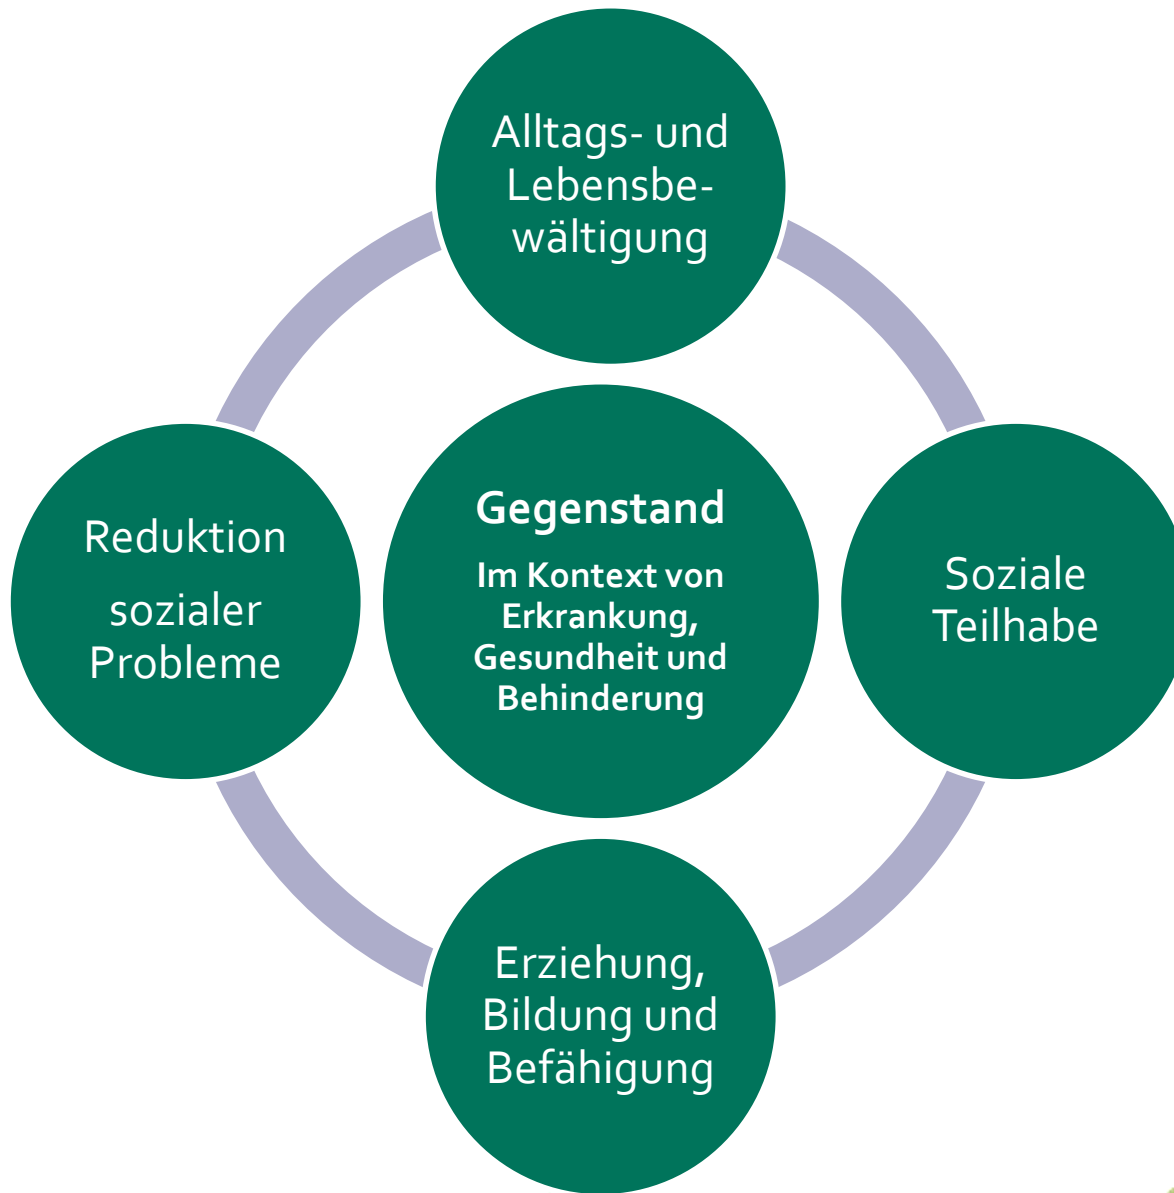 Alltags- und
Lebensbe-
wältigung
Gegenstand
Im Kontext von
Erkrankung,
Gesundheit und
Behinderung
Reduktion
sozialer
Probleme
Soziale
Teilhabe
Erziehung,
Bildung und
Befähigung